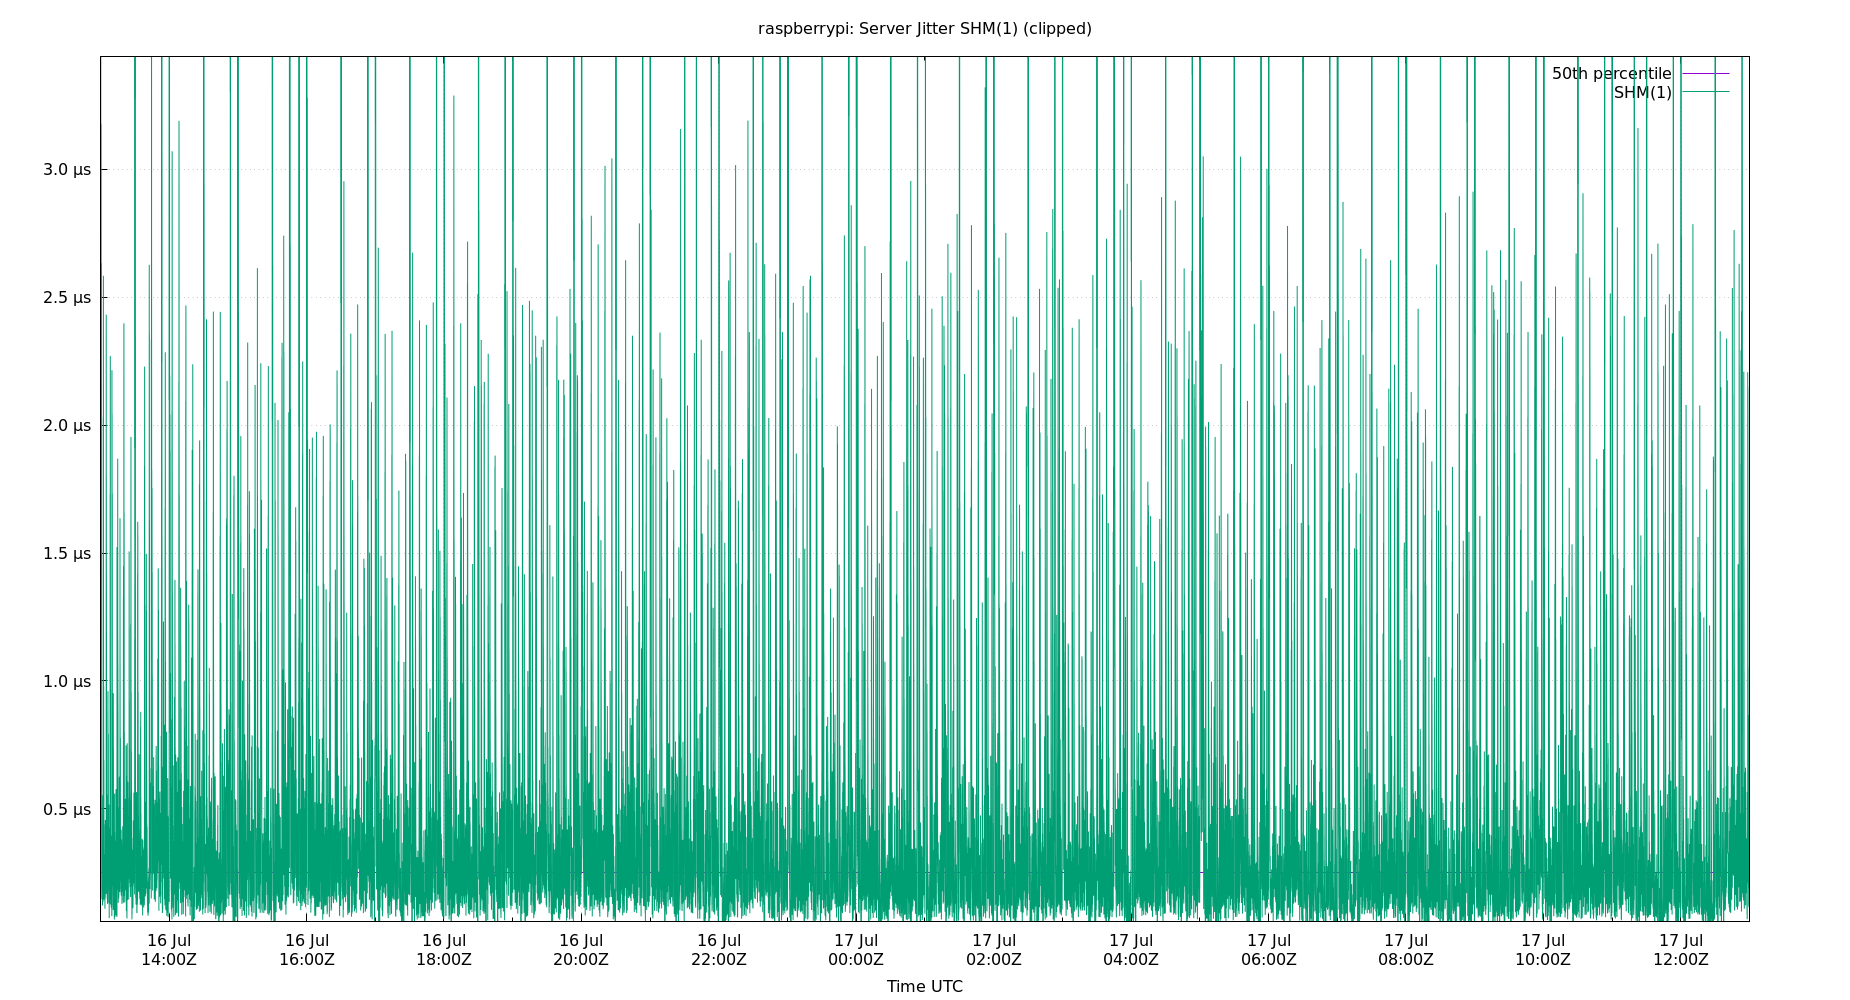 raspberrypi: Server Jitter SHM(1) (clipped)
50th percentile
SHM(1)
3.0 µs
2.5 µs
2.0 µs
1.5 µs
1.0 µs
0.5 µs
16 Jul 16 Jul 16 Jul 16 Jul 16 Jul 17 Jul 17 Jul 17 Jul 17 Jul 17 Jul 17 Jul 17 Jul
14:00Z 16:00Z 18:00Z 20:00Z 22:00Z 00:00Z 02:00Z 04:00Z 06:00Z 08:00Z 10:00Z 12:00Z
Time UTC